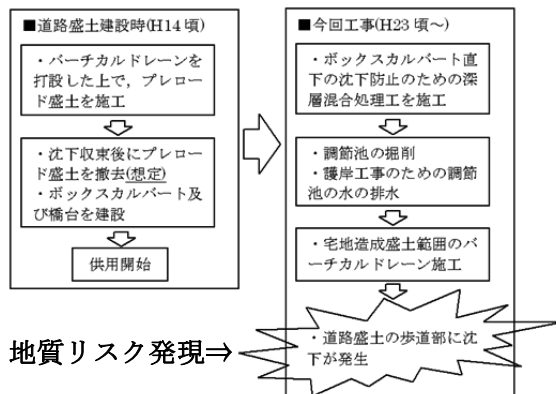 ■道路盛土建設時(H14 頃)
・バーチカルドレーンを
打設した上で，プレロー
ド盛土を施工
・沈下収束後にプレロー
ド盛土を撤去(想定)
・ボックスカルバート及
び橋台を建設
供用開始
■今回工事(H23 頃～)
・ボックスカルバート直
下の沈下防止のための深
層混合処理工を施工
・調節池の掘削
・護岸工事のための調節
池の水の排水
・宅地造成盛土範囲のバ
ーチカルドレーン施工
・道路盛土の歩道部に沈
下が発生
地質リスク発現⇒